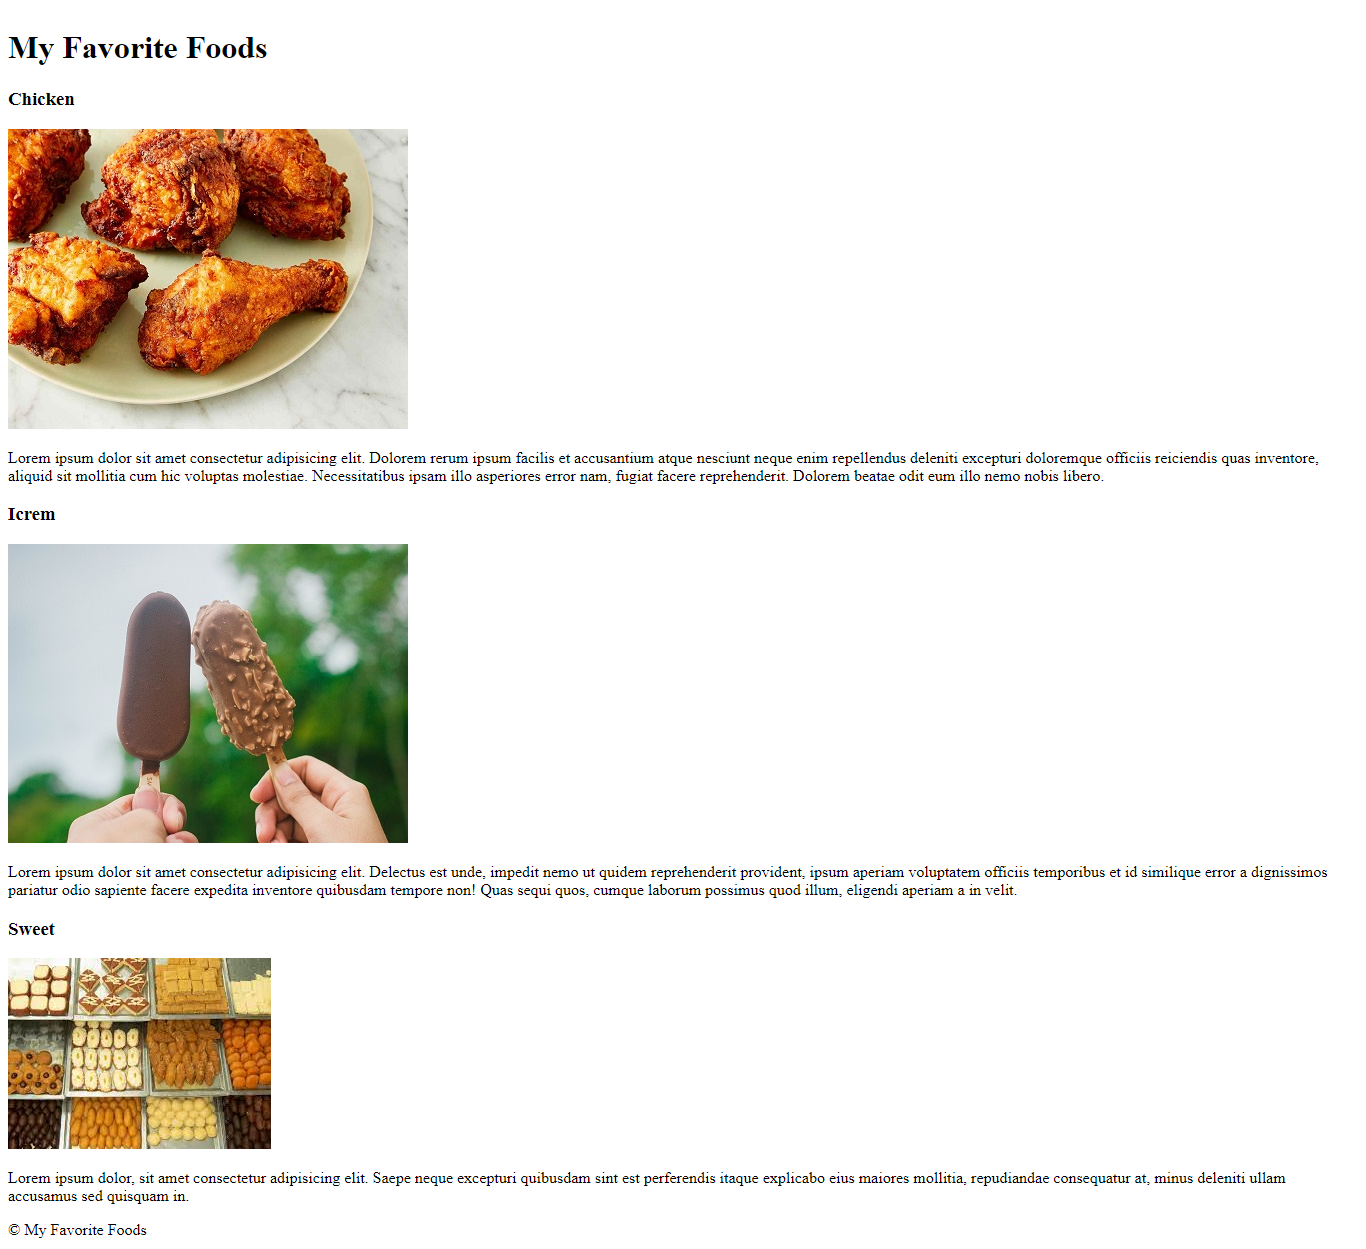 My Favorite Foods
Chicken
Lorem ipsum dolor sit amet consectetur adipisicing elit. Dolorem rerum ipsum facilis et accusantium atque nesciunt neque enim repellendus deleniti excepturi doloremque officiis reiciendis quas inventore,
aliquid sit mollitia cum hic voluptas molestiae. Necessitatibus ipsam illo asperiores error nam, fugiat facere reprehenderit. Dolorem beatae odit eum illo nemo nobis libero.
Icrem
Lorem ipsum dolor sit amet consectetur adipisicing elit. Delectus est unde, impedit nemo ut quidem reprehenderit provident, ipsum aperiam voluptatem officiis temporibus et id similique error a dignissimos
pariatur odio sapiente facere expedita inventore quibusdam tempore non! Quas sequi quos, cumque laborum possimus quod illum, eligendi aperiam a in velit.
Sweet
Lorem ipsum dolor, sit amet consectetur adipisicing elit. Saepe neque excepturi quibusdam sint est perferendis itaque explicabo eius maiores mollitia, repudiandae consequatur at, minus deleniti ullam
accusamus sed quisquam in.
© My Favorite Foods